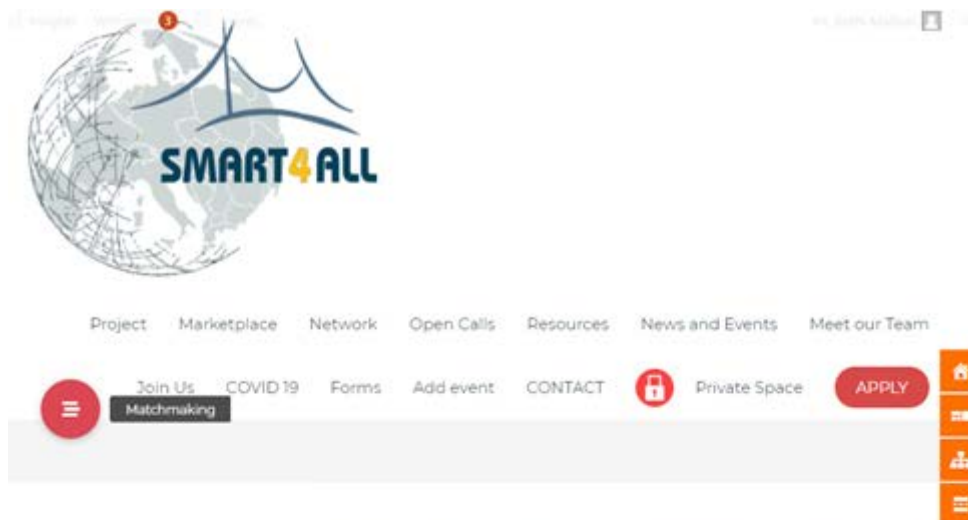 3
SMART4ALL
Project Marketplace Network Open Calls Resources News and Events Meet our Team
Join Us COVID 19 Forms Add event CONTACT Private Space APPLY
Matchmaking